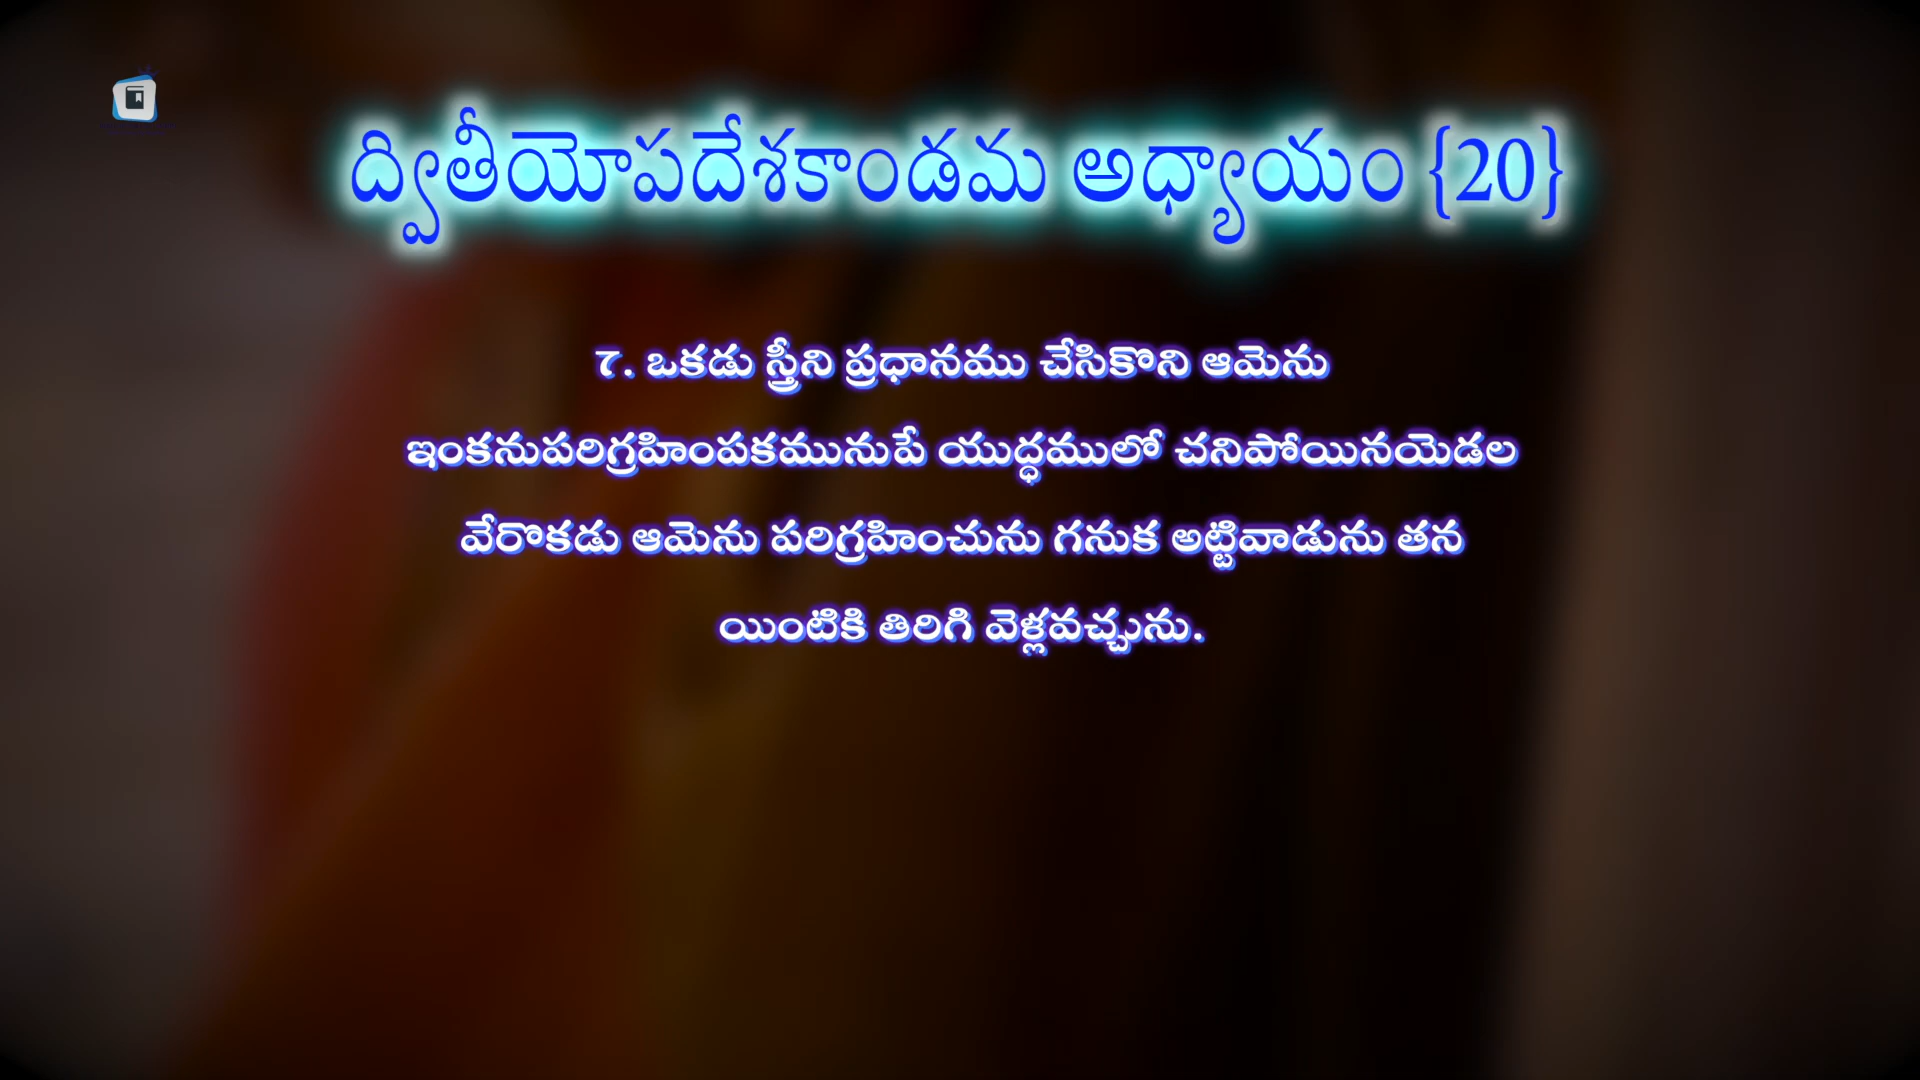 ద్వితీయోపదేశకాండమ అధ్యాయం {20}
7. ఒకడు స్త్రీని ప్రధానము చేసికొని ఆమెను
ఇంకనుపరిగ్రహింపకమునుపే యుద్ధములో చనిపోయినయెడల
వేరొకడు ఆమెను పరిగ్రహించును గనుక అట్టివాడును తన
యింటికి తిరిగి వెళ్లవచ్చును.